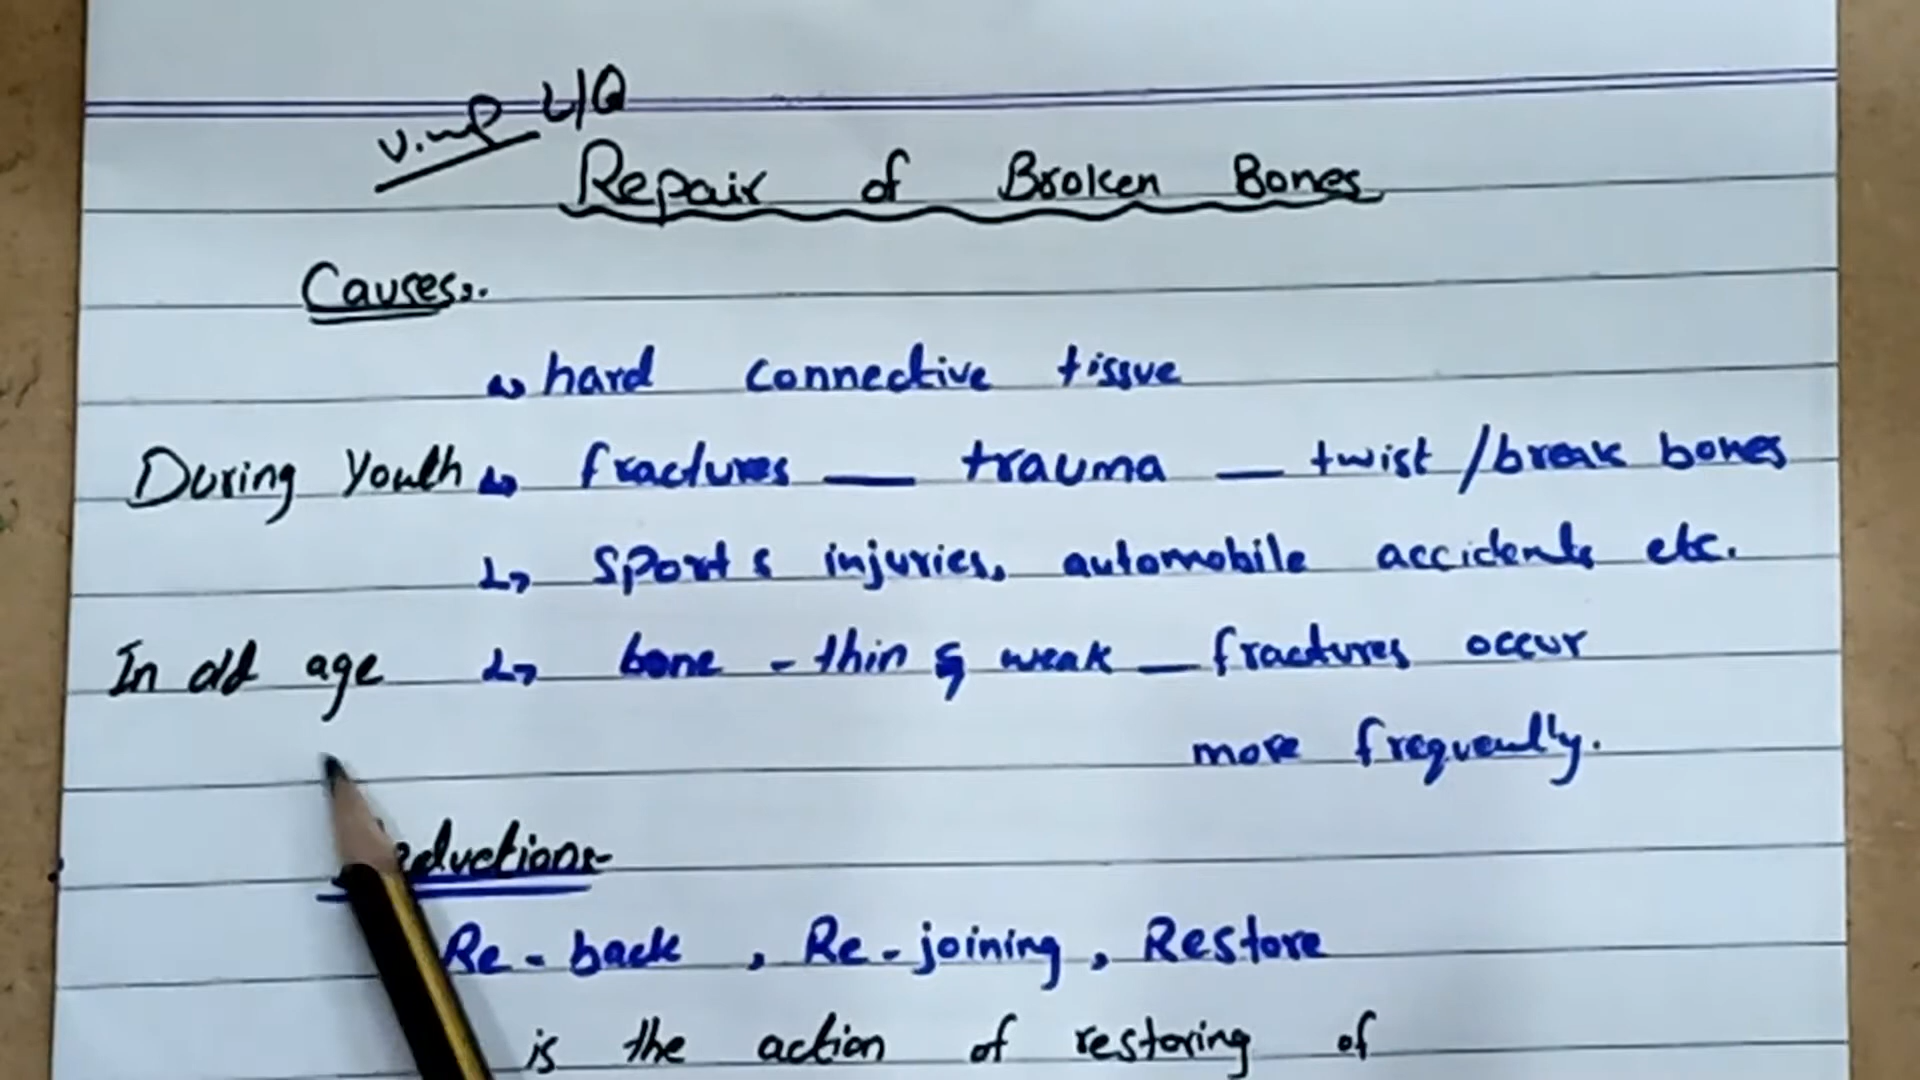 V.imp L/Q
Repair of Broken Bones
Causes:.
hard connective tissue
During Youth fractures — trauma — twist / break bones
sports injuries, automobile accidents etc.
In old age bone - thin & weak — fractures occur
more frequently.
eductions-
Re - back , Re - joining , Restore
is the action of restoring of